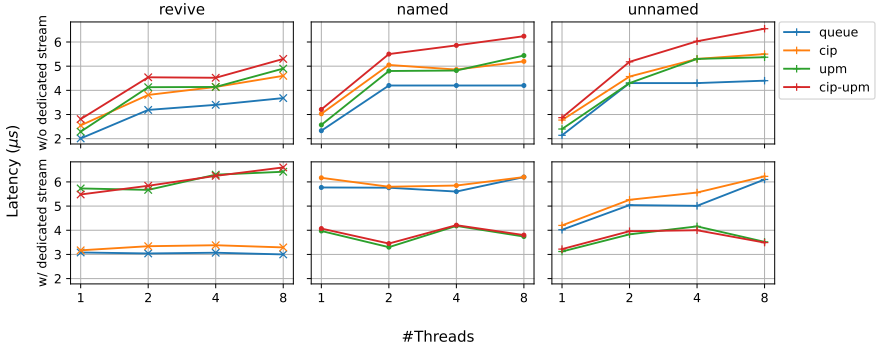 revive named unnamed
Latency (μs)
w/o dedicated stream
6
5
4
3
2
queue
cip
upm
cip-upm
w/ dedicated stream
6
5
4
3
2
1 2 4 8 1 2 4 8 1 2 4 8
#Threads